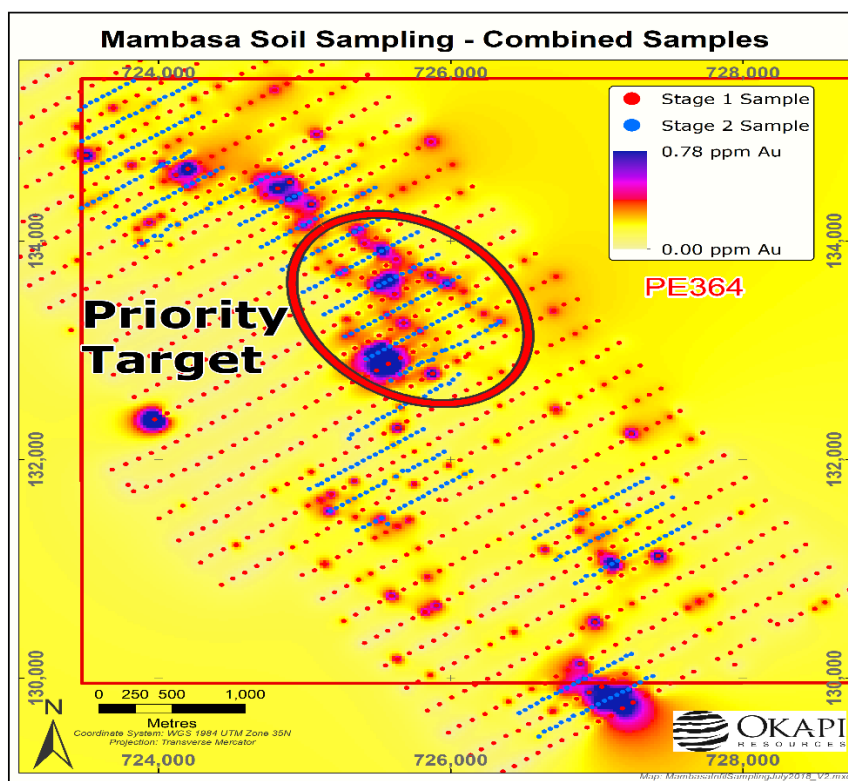 Mambasa Soil Sampling - Combined Samples
724,000
726,000
728,000
Stage 1 Sample
Stage 2 Sample
0.78 ppm Au
0.00 ppm Au
PE364
134,000
134,000
Priority
Target
132,000
132,000
130,000
130,000
0 250 500 1,000
Metres
N
Coordinate System: WGS 1984 UTM Zone 35N
Projection: Transverse Mercator
OKAPI
RESOURCES
724,000
726,000
728,000
Map: MambasaInfillSamplingJuly2018_V2.mxd